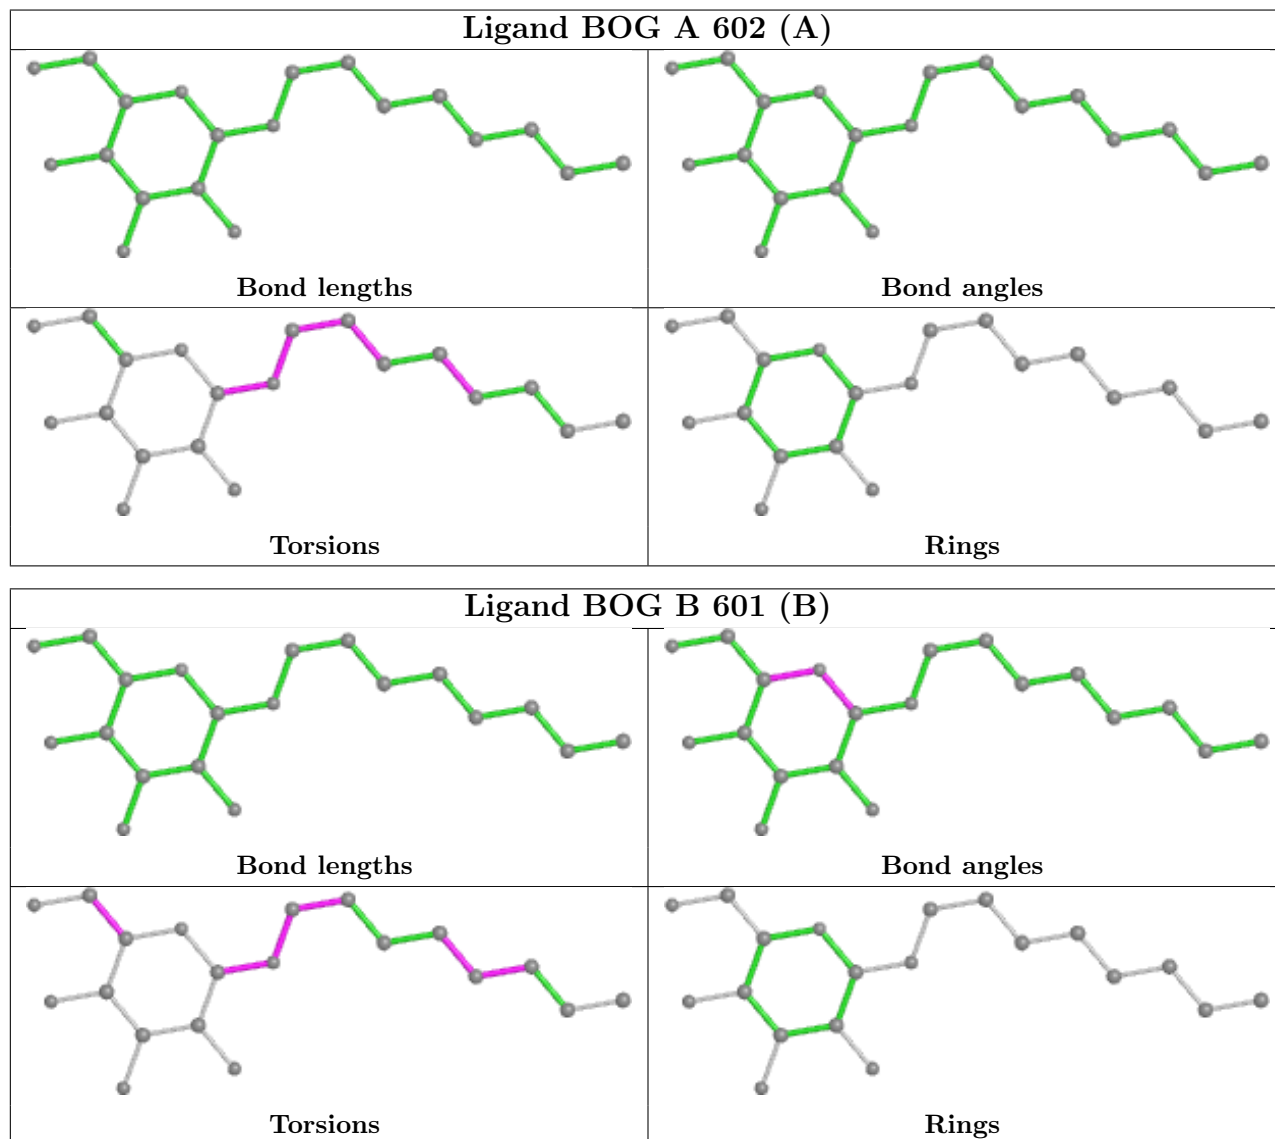 Ligand BOG A 602 (A)
Bond lengths
Bond angles
Torsions
Rings
Ligand BOG B 601 (B)
Bond lengths
Bond angles
Torsions
Rings